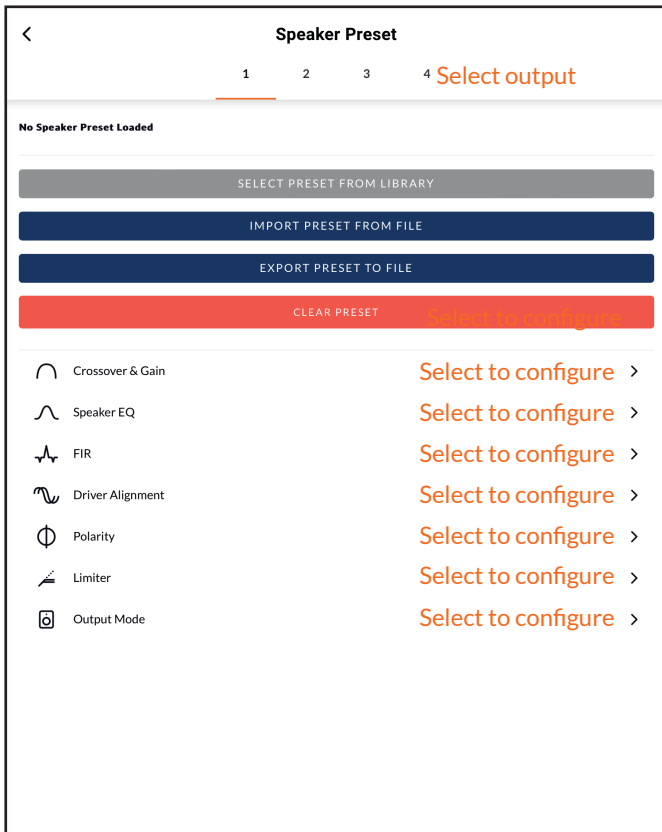 Speaker Preset
1 2 3 4 Select output
No Speaker Preset Loaded
SELECT PRESET FROM LIBRARY
IMPORT PRESET FROM FILE
EXPORT PRESET TO FILE
CLEAR PRESET Select to configure
Crossover & Gain Select to configure
Speaker EQ Select to configure
FIR Select to configure
Driver Alignment Select to configure
Polarity Select to configure
Limiter Select to configure
Output Mode Select to configure